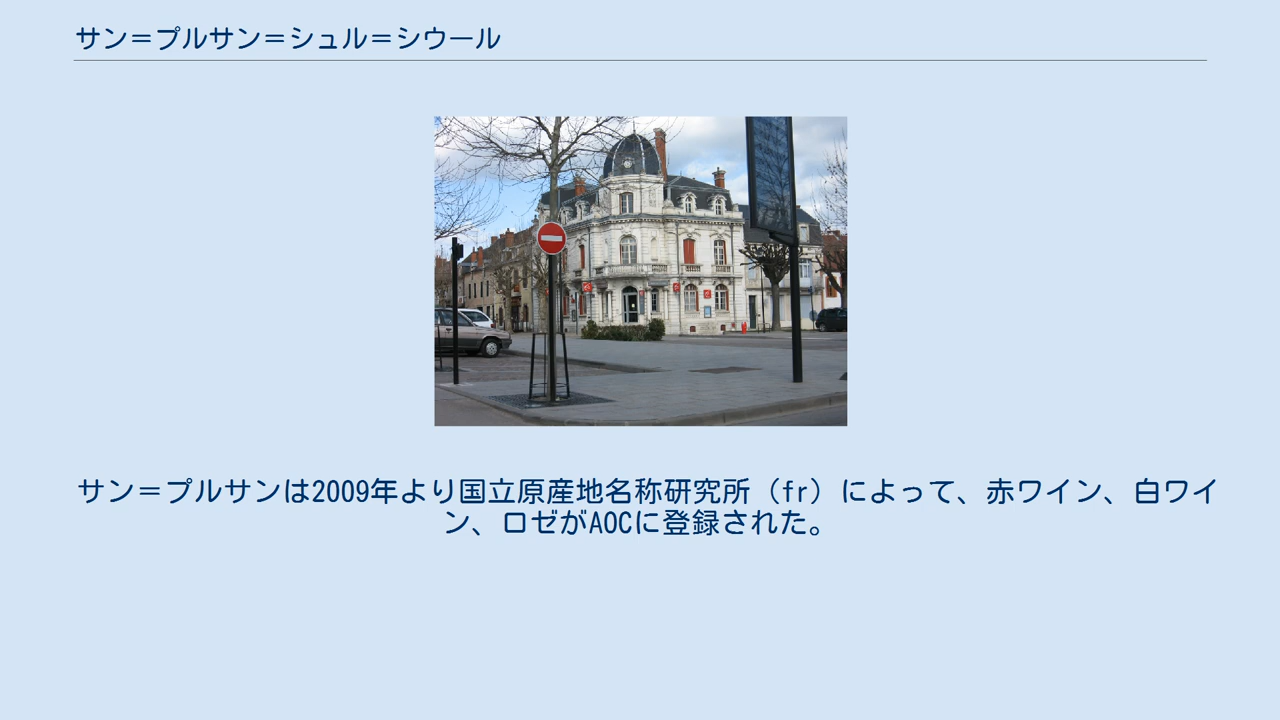 サン＝プルサン＝シュル＝シウール
サン＝プルサンは2009年より国立原産地名称研究所（fr）によって、赤ワイン、白ワイ
ン、ロゼがAOCに登録された。